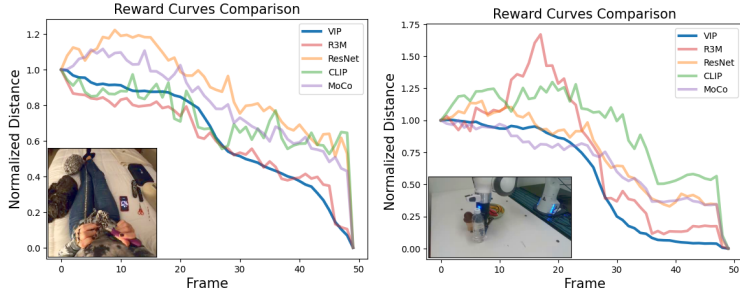 Reward Curves Comparison
Normalized Distance
1.2
1.0
0.8
0.6
0.4
0.2
0.0
VIP
R3M
ResNet
CLIP
MoCo
0
10
20
30
40
50
Frame
Reward Curves Comparison
Normalized Distance
1.75
1.50
1.25
1.00
0.75
0.50
0.25
0.00
VIP
R3M
ResNet
CLIP
MoCo
0
10
20
30
40
50
Frame